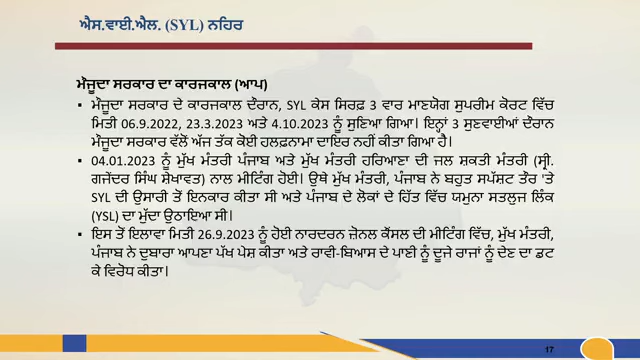 ਐਸ.ਵਾਈ.ਐਲ. (SYL) ਨਹਿਰ
ਮੌਜੂਦਾ ਸਰਕਾਰ ਦਾ ਕਾਰਜਕਾਲ (ਆਪ)
▪ ਮੌਜੂਦਾ ਸਰਕਾਰ ਦੇ ਕਾਰਜਕਾਲ ਦੌਰਾਨ, SYL ਕੇਸ ਸਿਰਫ਼ 3 ਵਾਰ ਮਾਣਯੋਗ ਸੁਪਰੀਮ ਕੋਰਟ ਵਿੱਚ
ਮਿਤੀ 06.9.2022, 23.3.2023 ਅਤੇ 4.10.2023 ਨੂੰ ਸੁਣਿਆ ਗਿਆ। ਇਨ੍ਹਾਂ 3 ਸੁਣਵਾਈਆਂ ਦੌਰਾਨ
ਮੌਜੂਦਾ ਸਰਕਾਰ ਵੱਲੋਂ ਅੱਜ ਤੱਕ ਕੋਈ ਹਲਫ਼ਨਾਮਾ ਦਾਇਰ ਨਹੀਂ ਕੀਤਾ ਗਿਆ ਹੈ।
▪ 04.01.2023 ਨੂੰ ਮੁੱਖ ਮੰਤਰੀ ਪੰਜਾਬ ਅਤੇ ਮੁੱਖ ਮੰਤਰੀ ਹਰਿਆਣਾ ਦੀ ਜਲ ਸ਼ਕਤੀ ਮੰਤਰੀ (ਸ੍ਰੀ.
ਗਜੇਂਦਰ ਸਿੰਘ ਸ਼ੇਖਾਵਤ) ਨਾਲ ਮੀਟਿੰਗ ਹੋਈ। ਉਥੇ ਮੁੱਖ ਮੰਤਰੀ, ਪੰਜਾਬ ਨੇ ਬਹੁਤ ਸਪੱਸ਼ਟ ਤੌਰ 'ਤੇ
SYL ਦੀ ਉਸਾਰੀ ਤੋਂ ਇਨਕਾਰ ਕੀਤਾ ਸੀ ਅਤੇ ਪੰਜਾਬ ਦੇ ਲੋਕਾਂ ਦੇ ਹਿੱਤ ਵਿੱਚ ਯਮੁਨਾ ਸਤਲੁਜ ਲਿੰਕ
(YSL) ਦਾ ਮੁੱਦਾ ਉਠਾਇਆ ਸੀ।
▪ ਇਸ ਤੋਂ ਇਲਾਵਾ ਮਿਤੀ 26.9.2023 ਨੂੰ ਹੋਈ ਨਾਰਦਰਨ ਜ਼ੋਨਲ ਕੌਂਸਲ ਦੀ ਮੀਟਿੰਗ ਵਿੱਚ, ਮੁੱਖ ਮੰਤਰੀ,
ਪੰਜਾਬ ਨੇ ਦੁਬਾਰਾ ਆਪਣਾ ਪੱਖ ਪੇਸ਼ ਕੀਤਾ ਅਤੇ ਰਾਵੀ-ਬਿਆਸ ਦੇ ਪਾਣੀ ਨੂੰ ਦੂਜੇ ਰਾਜਾਂ ਨੂੰ ਦੇਣ ਦਾ ਡਟ
ਕੇ ਵਿਰੋਧ ਕੀਤਾ।
17